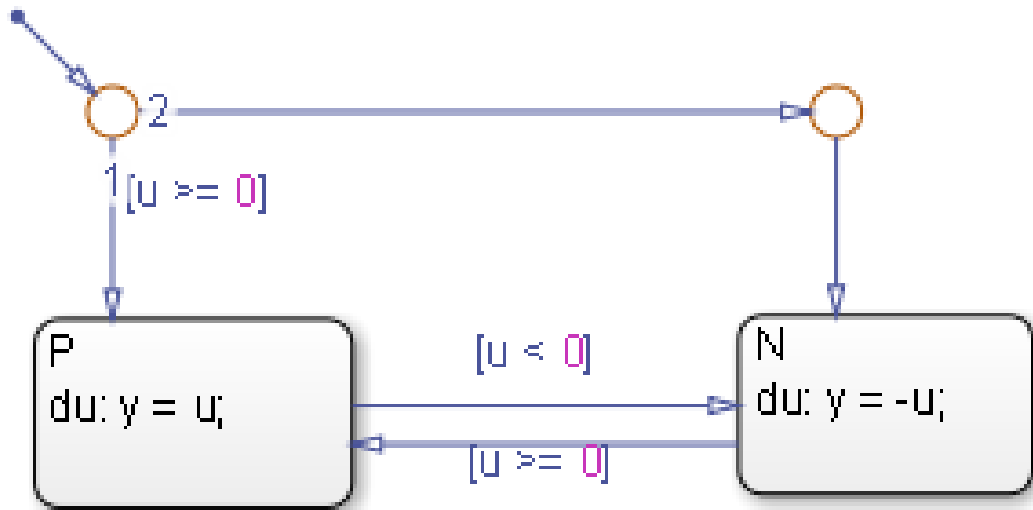 2
1
[u >= 0]
P
du: y = u;
[u < 0]
N
du: y = -u;
[u >= 0]